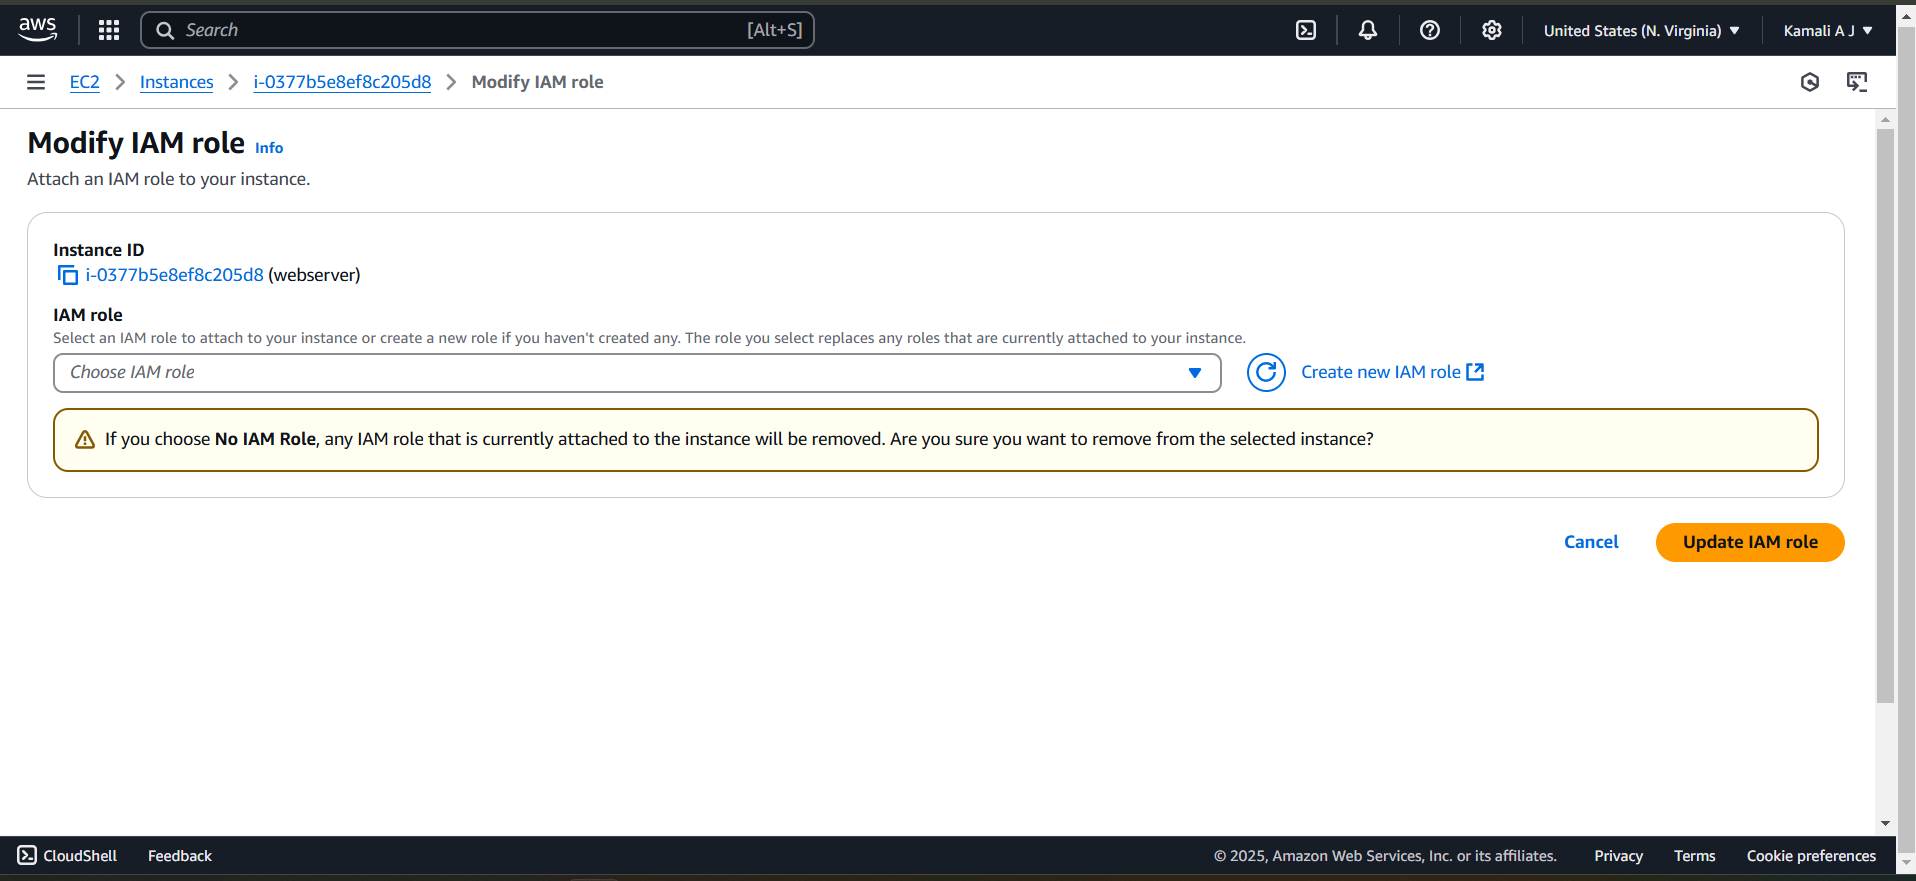 aws
Search [Alt+S]
United States (N. Virginia)
Kamali A J
EC2 Instances i-0377b5e8ef8c205d8 Modify IAM role
Modify IAM role Info
Attach an IAM role to your instance.
Instance ID
i-0377b5e8ef8c205d8 (webserver)
IAM role
Select an IAM role to attach to your instance or create a new role if you haven't created any. The role you select replaces any roles that are currently attached to your instance.
Choose IAM role
Create new IAM role
If you choose No IAM Role, any IAM role that is currently attached to the instance will be removed. Are you sure you want to remove from the selected instance?
Cancel Update IAM role
CloudShell Feedback © 2025, Amazon Web Services, Inc. or its affiliates. Privacy Terms Cookie preferences